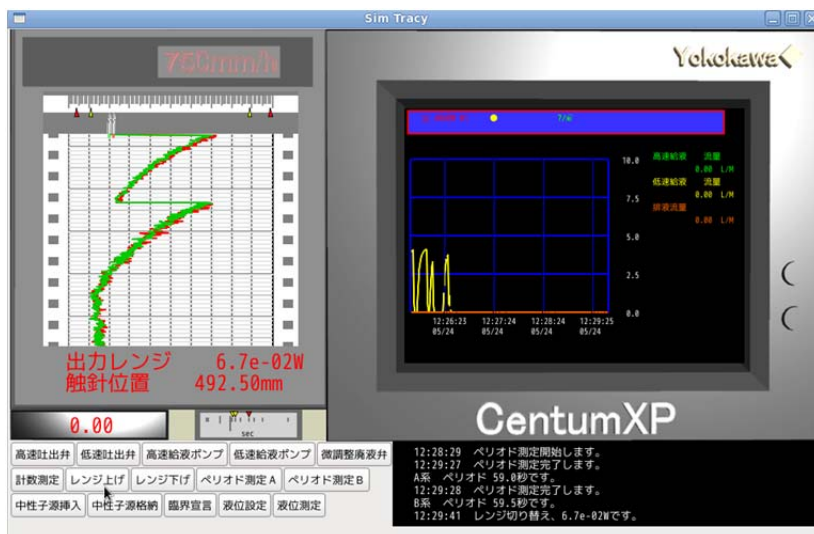 Sim Tracy
750mm/h
Yokokawa
10.0
7.5
5.0
2.5
0.0
高速給液 流量
0.00 L/M
低速給液 流量
0.00 L/M
排液流量
0.00 L/M
12:26:23 12:27:24 12:28:24 12:29:25
05/24 05/24 05/24 05/24
出力レンジ 6.7e-02W
触針位置 492.50mm
0.00
sec
CentumXP
高速吐出弁 低速吐出弁 高速給液ポンプ 低速給液ポンプ 微調整廃液弁
計数測定 レンジ上げ レンジ下げ ペリオド測定A ペリオド測定B
中性子源挿入 中性子源格納 臨界宣言 液位設定 液位測定
12:28:29 ペリオド測定開始します。
12:29:27 ペリオド測定完了します。
A系 ペリオド 59.0秒です。
12:29:28 ペリオド測定完了します。
B系 ペリオド 59.5秒です。
12:29:41 レンジ切り替え、6.7e-02Wです。